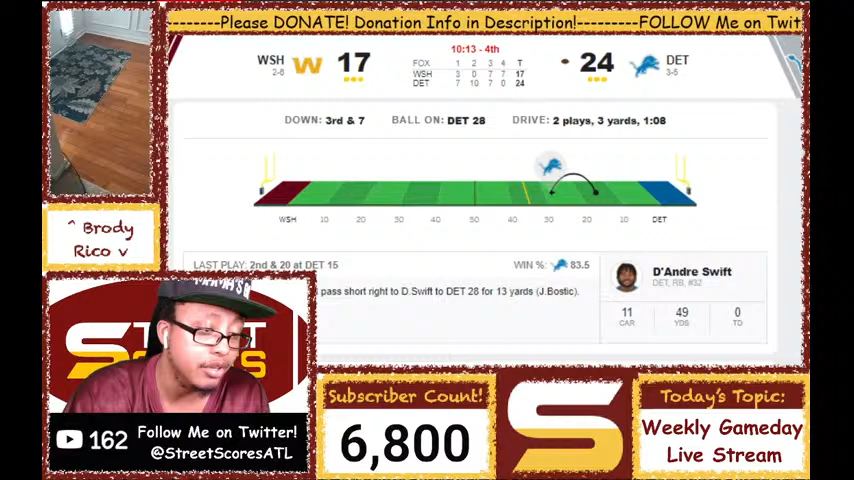 -------Please DONATE! Donation Info in Description!---------FOLLOW Me on Twit
WSH
2-6
17
10:13 - 4th
FOX 1 2 3 4 T
WSH 3 0 7 7 17
DET 7 10 7 0 24
24
DET
3-5
DOWN: 3rd & 7
BALL ON: DET 28
DRIVE: 2 plays, 3 yards, 1:08
WSH 10 20 30 40 50 40 30 20 10 DET
^ Brody
Rico v
LAST PLAY: 2nd & 20 at DET 15
WIN %: 83.5
pass short right to D.Swift to DET 28 for 13 yards (J.Bostic).
D'Andre Swift
DET, RB, #32
11 49 0
CAR YDS TD
162
Follow Me on Twitter!
@StreetScoresATL
Subscriber Count!
6,800
Today's Topic:
Weekly Gameday
Live Stream